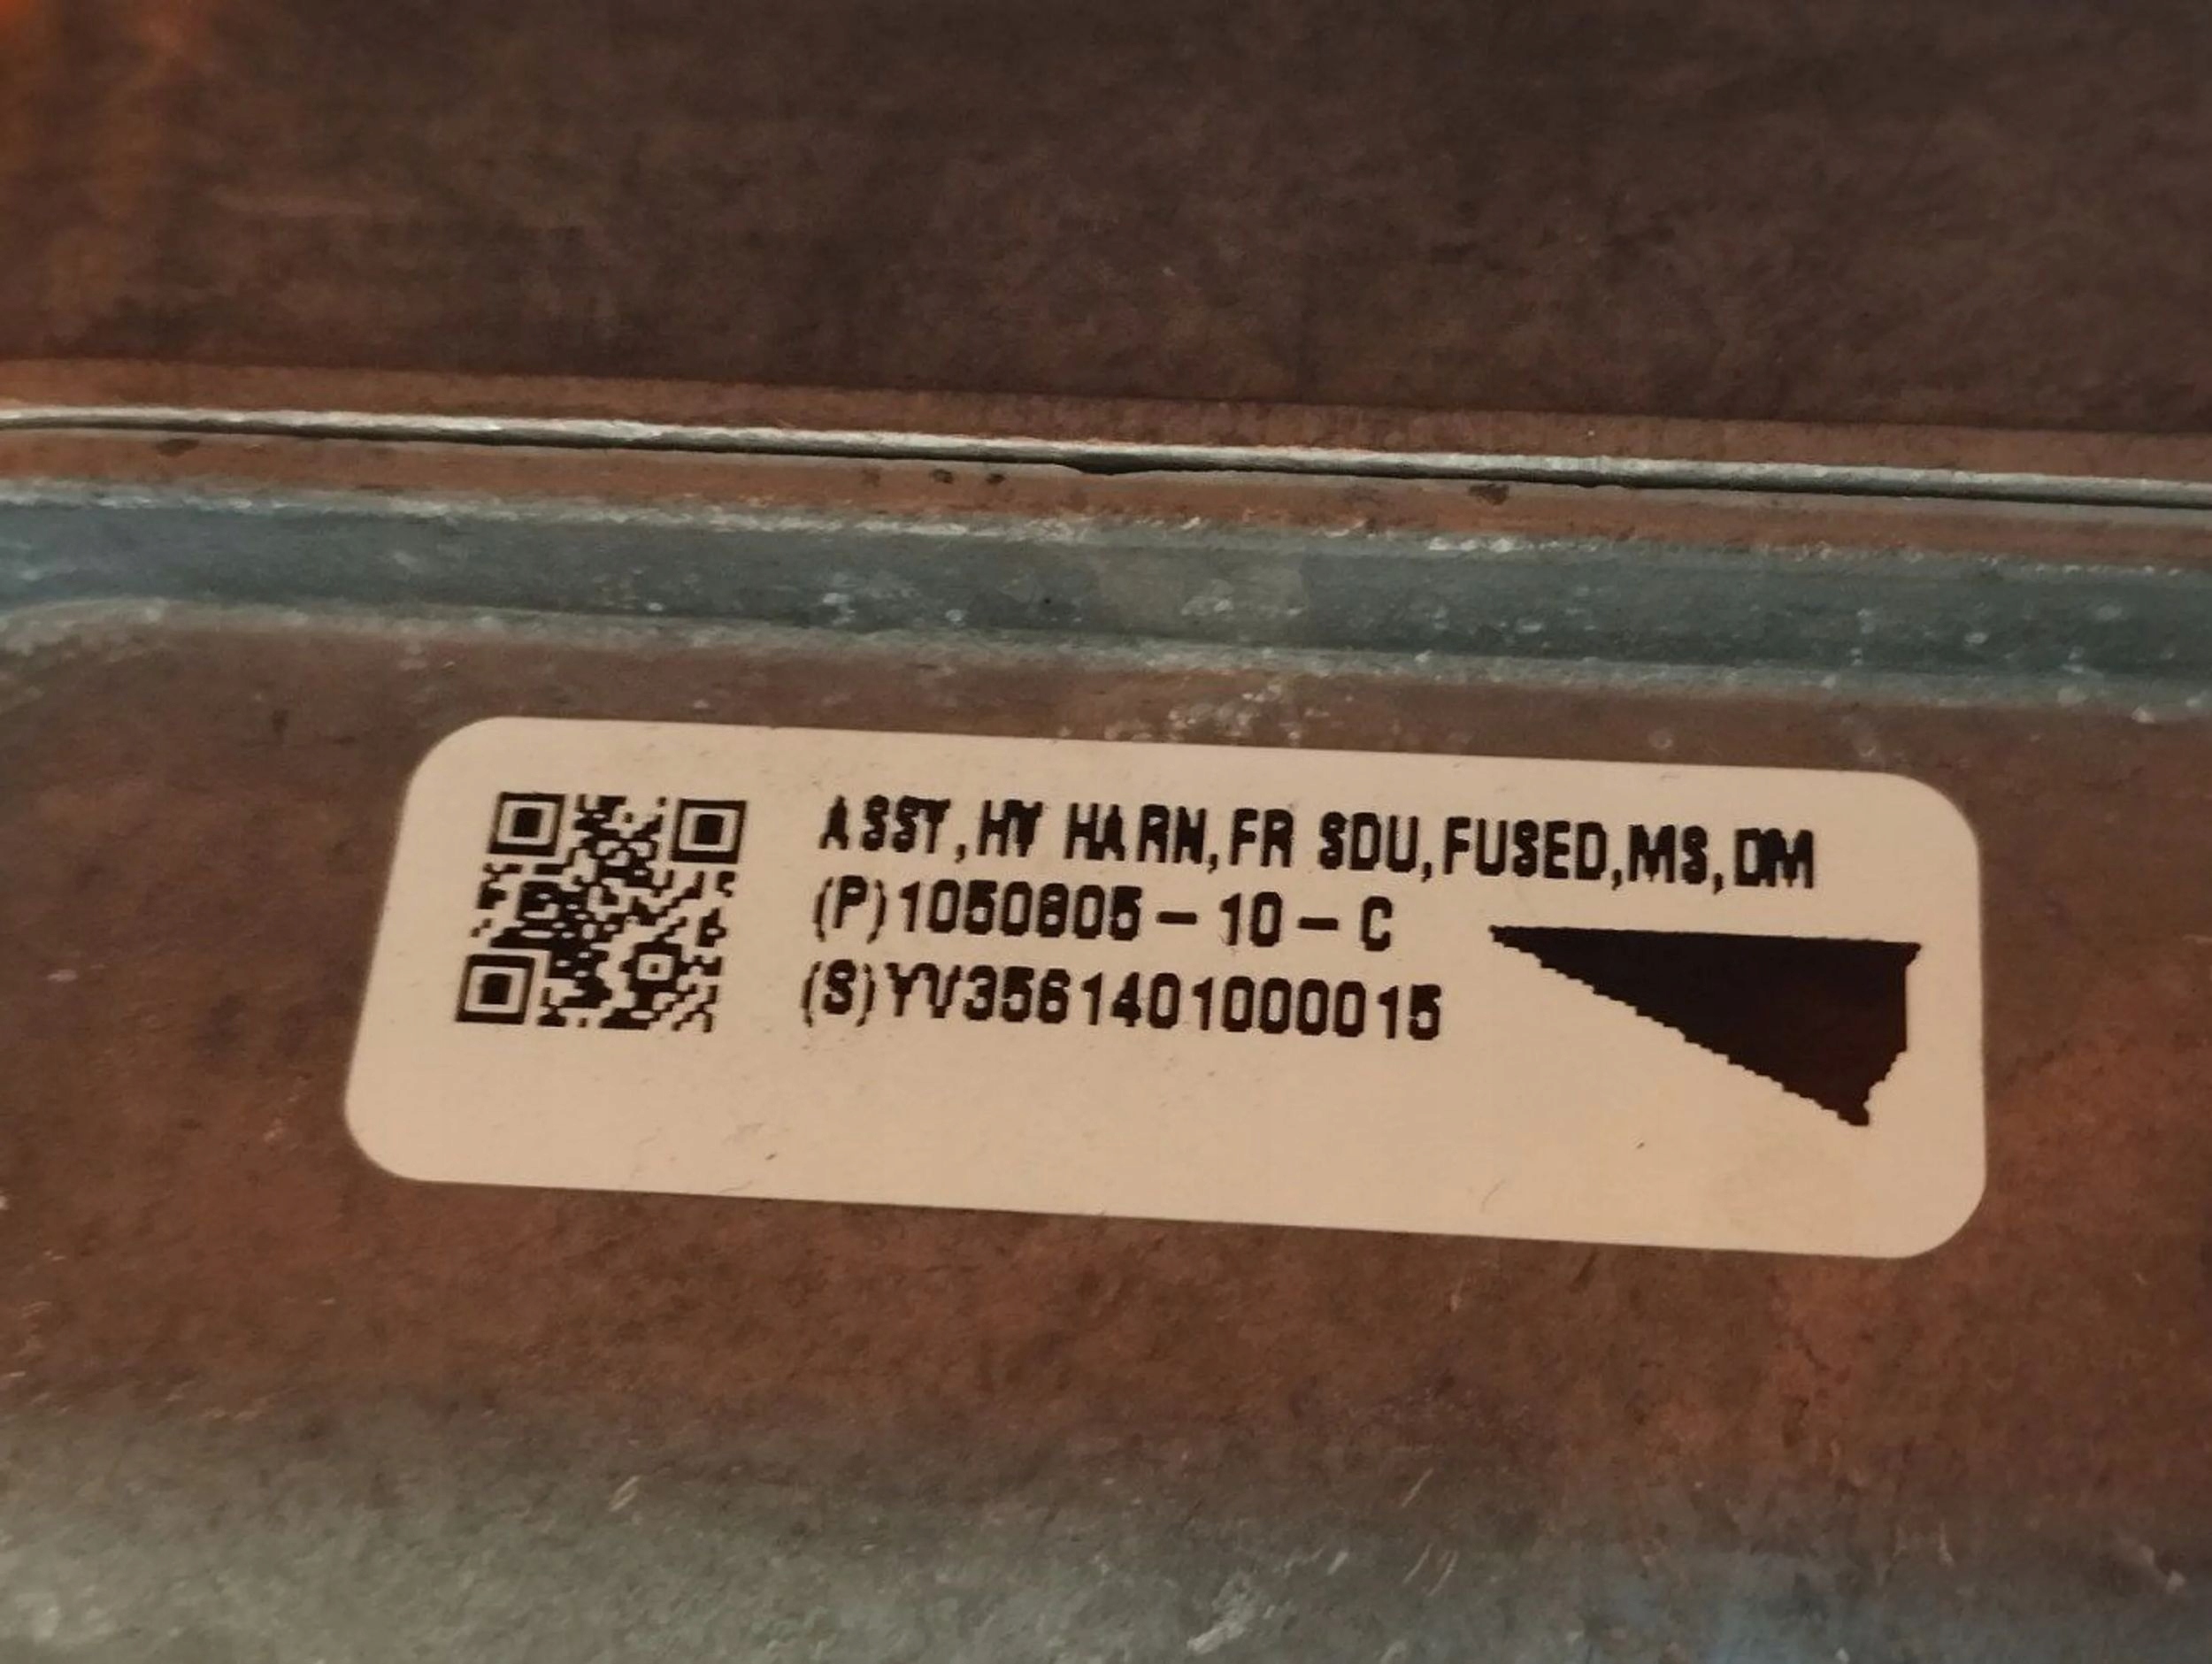 ASSY,HV HARN,FR SDU,FUSED,MS,DM
(P)1050805-10-C
(S)YV3561401000015